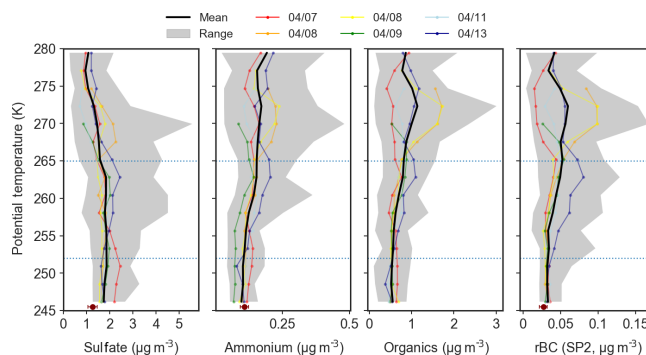 Mean 04/07 04/08 04/11
Range 04/08 04/09 04/13
Potential temperature (K)
280
275
270
265
260
255
250
245
0 1 2 3 4 5
0.25 0.50
0 1 2 3
0 0.05 0.10 0.15
Sulfate (µg m⁻³) Ammonium (µg m⁻³) Organics (µg m⁻³) rBC (SP2, µg m⁻³)